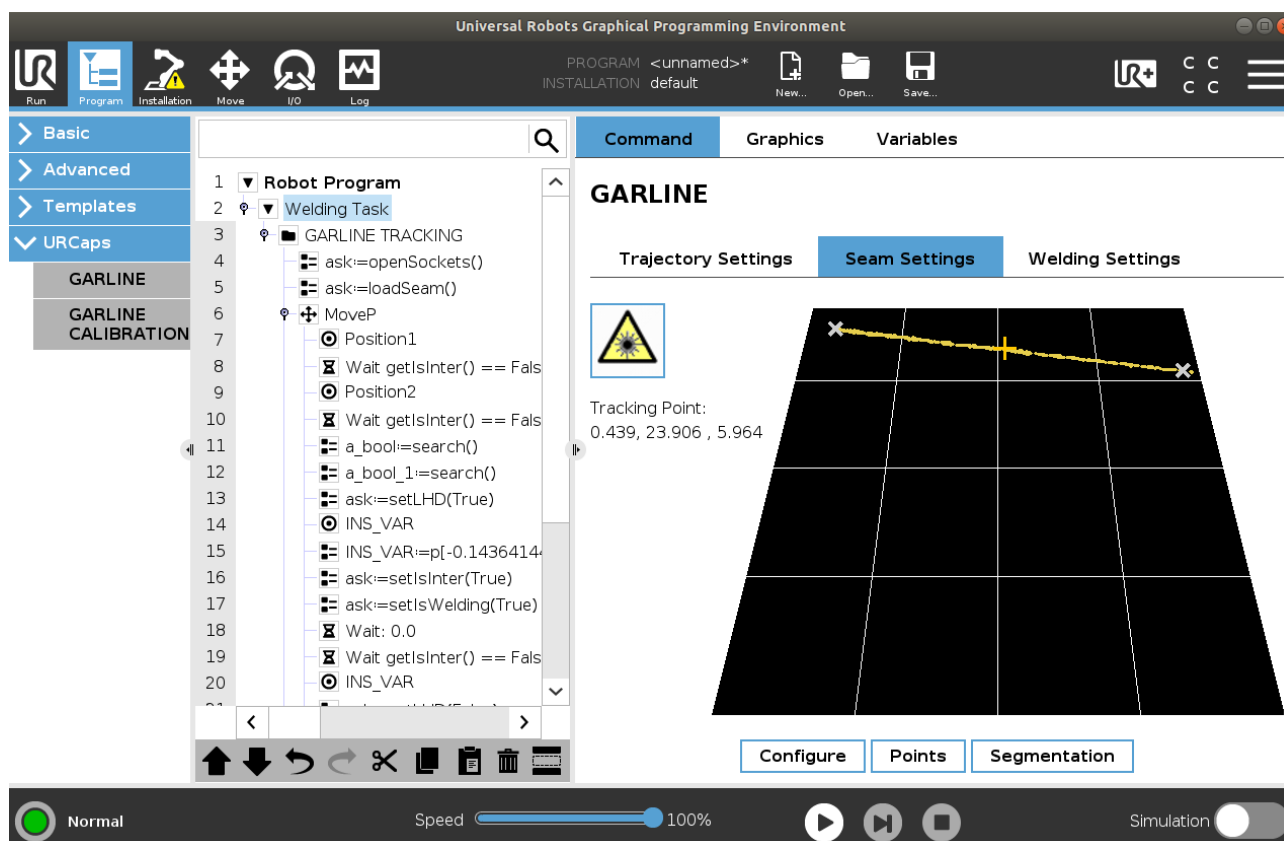 Universal Robots Graphical Programming Environment
PROGRAM <unnamed>*
INSTALLATION default
Run
Program
Installation
Move
I/O
Log
New...
Open...
Save...
UR+
C C
C C
Basic
Advanced
Templates
URCaps
GARLINE
GARLINE
CALIBRATION
1 Robot Program
2 Welding Task
3 GARLINE TRACKING
4 ask:=openSockets()
5 ask:=loadSeam()
6 MoveP
7 Position1
8 Wait getIsInter() == Fals
9 Position2
10 Wait getIsInter() == Fals
11 a_bool:=search()
12 a_bool_1:=search()
13 ask:=setLHD(True)
14 INS_VAR
15 INS_VAR:=p[-0.1436414
16 ask:=setIsInter(True)
17 ask:=setIsWelding(True)
18 Wait: 0.0
19 Wait getIsInter() == Fals
20 INS_VAR
Command
Graphics
Variables
GARLINE
Trajectory Settings
Seam Settings
Welding Settings
Tracking Point:
0.439, 23.906 , 5.964
Configure
Points
Segmentation
Normal
Speed
100%
Simulation